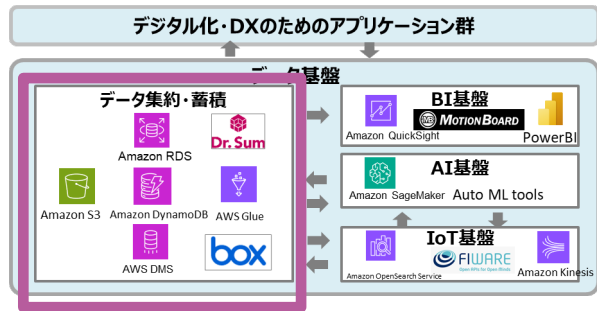 デジタル化・DXのためのアプリケーション群
データ基盤
データ集約・蓄積
Amazon RDS
Dr.Sum
Amazon S3
Amazon DynamoDB
AWS Glue
AWS DMS
box
BI基盤
Amazon QuickSight
MB MOTIONBOARD
PowerBI
AI基盤
Amazon SageMaker
Auto ML tools
IoT基盤
Amazon OpenSearch Service
FIWARE
Open APIs for Open Minds
Amazon Kinesis